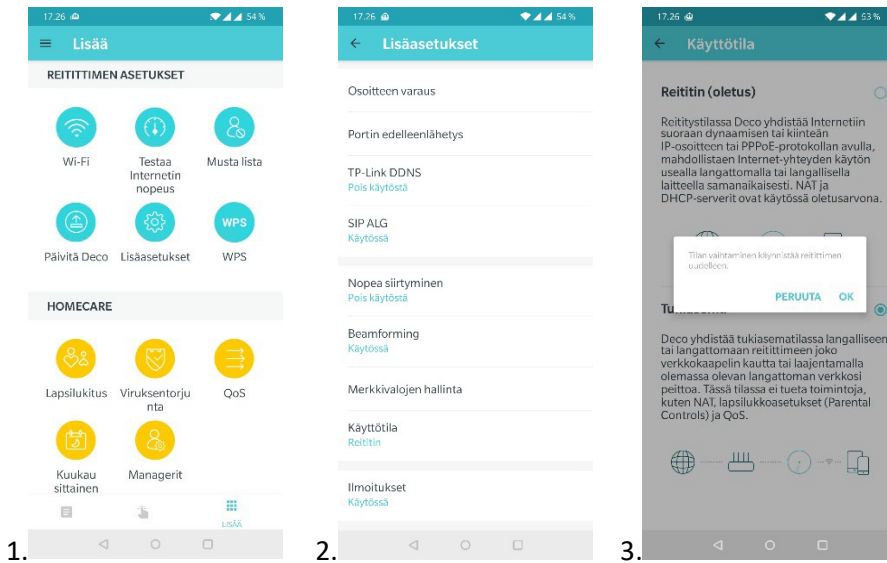 17.26 54 %
Lisää
REITITTIMEN ASETUKSET
Wi-Fi
Testaa
Internetin
nopeus
Musta lista
WPS
Päivitä Deco
Lisäasetukset
WPS
HOMECARE
Lapsilukitus
Viruksentorju
nta
QoS
Kuukau
sittainen
Managerit
LISÄÄ
1.
17.26 54 %
Lisäasetukset
Osoitteen varaus
Portin edelleenlähetys
TP-Link DDNS
Pois käytöstä
SIP ALG
Käytössä
Nopea siirtyminen
Pois käytöstä
Beamforming
Käytössä
Merkkivalojen hallinta
Käyttötila
Reititin
Ilmoitukset
Käytössä
2.
17.26 53 %
Käyttötila
Reititin (oletus)
Reititystilassa Deco yhdistää Internetiin
suoraan dynaamisen tai kiinteän
IP-osoitteen tai PPPoE-protokollan avulla,
mahdollistaen Internet-yhteyden käytön
usealla langattomalla tai langallisella
laitteella samanaikaisesti. NAT ja
DHCP-serverit ovat käytössä oletusarvona.
Tilan vaihtaminen käynnistää reitittimen
uudelleen.
PERUUTA OK
Deco yhdistää tukiasematilassa langalliseen
tai langattomaan reitittimeen joko
verkkokaapelin kautta tai laajentamalla
olemassa olevan langattoman verkkosi
peittoa. Tässä tilassa ei tueta toimintoja,
kuten NAT, lapsilukkoasetukset (Parental
Controls) ja QoS.
3.